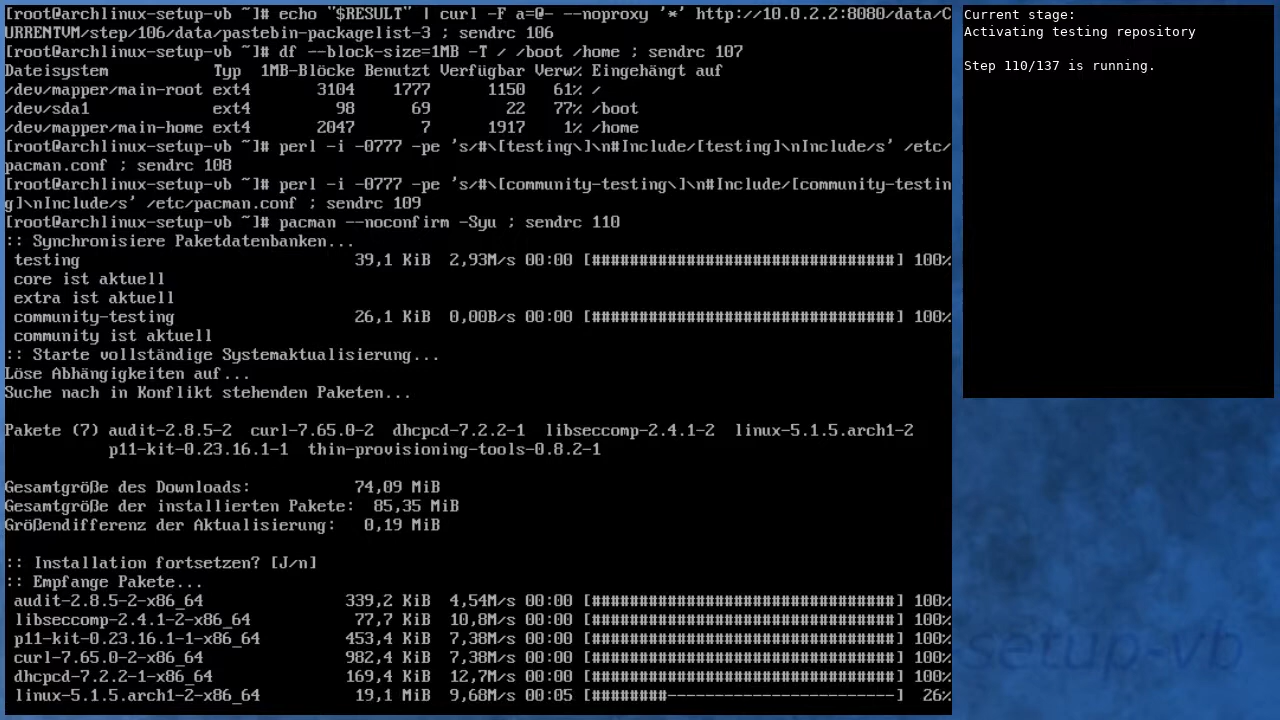 [root@archlinux-setup-vb ~]# echo "$RESULT" | curl -F a=@- --noproxy '*' http://10.0.2.2:8080/data/C
URRENTVM/step/106/data/pastebin-packagelist-3 ; sendrc 106
[root@archlinux-setup-vb ~]# df --block-size=1MB -T / /boot /home ; sendrc 107
Dateisystem           Typ  1MB-Blöcke Benutzt Verfügbar Verw% Eingehängt auf
/dev/mapper/main-root ext4       3104    1777      1150   61% /
/dev/sda1             ext4         98      69        22   77% /boot
/dev/mapper/main-home ext4       2047       7      1917    1% /home
[root@archlinux-setup-vb ~]# perl -i -0777 -pe 's/#\[testing\]\n#Include/[testing]\nInclude/s' /etc/
pacman.conf ; sendrc 108
[root@archlinux-setup-vb ~]# perl -i -0777 -pe 's/#\[community-testing\]\n#Include/[community-testin
g]\nInclude/s' /etc/pacman.conf ; sendrc 109
[root@archlinux-setup-vb ~]# pacman --noconfirm -Syu ; sendrc 110
:: Synchronisiere Paketdatenbanken...
 testing                             39,1 KiB  2,93M/s 00:00 [################################] 100%
 core ist aktuell
 extra ist aktuell
 community-testing                   26,1 KiB  0,00B/s 00:00 [################################] 100%
 community ist aktuell
:: Starte vollständige Systemaktualisierung...
Löse Abhängigkeiten auf...
Suche nach in Konflikt stehenden Paketen...
Pakete (7) audit-2.8.5-2  curl-7.65.0-2  dhcpcd-7.2.2-1  libseccomp-2.4.1-2  linux-5.1.5.arch1-2
           p11-kit-0.23.16.1-1  thin-provisioning-tools-0.8.2-1
Gesamtgröße des Downloads:           74,09 MiB
Gesamtgröße der installierten Pakete:  85,35 MiB
Größendifferenz der Aktualisierung:   0,19 MiB
:: Installation fortsetzen? [J/n]
:: Empfange Pakete...
 audit-2.8.5-2-x86_64               339,2 KiB  4,54M/s 00:00 [################################] 100%
 libseccomp-2.4.1-2-x86_64           77,7 KiB  10,8M/s 00:00 [################################] 100%
 p11-kit-0.23.16.1-1-x86_64         453,4 KiB  7,38M/s 00:00 [################################] 100%
 curl-7.65.0-2-x86_64               982,4 KiB  7,38M/s 00:00 [################################] 100%
 dhcpcd-7.2.2-1-x86_64              169,4 KiB  12,7M/s 00:00 [################################] 100%
 linux-5.1.5.arch1-2-x86_64          19,1 MiB  9,68M/s 00:05 [########------------------------]  26%
Current stage:
Activating testing repository
Step 110/137 is running.
setup-vb